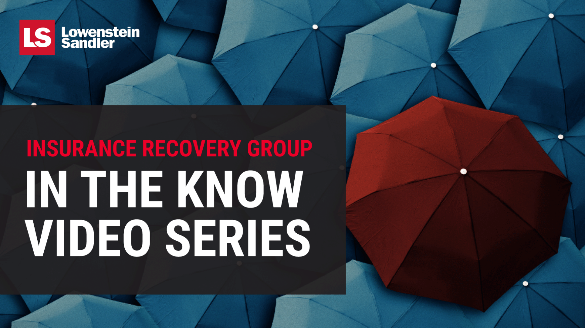 LS Lowenstein
Sandler
INSURANCE RECOVERY GROUP
IN THE KNOW
VIDEO SERIES